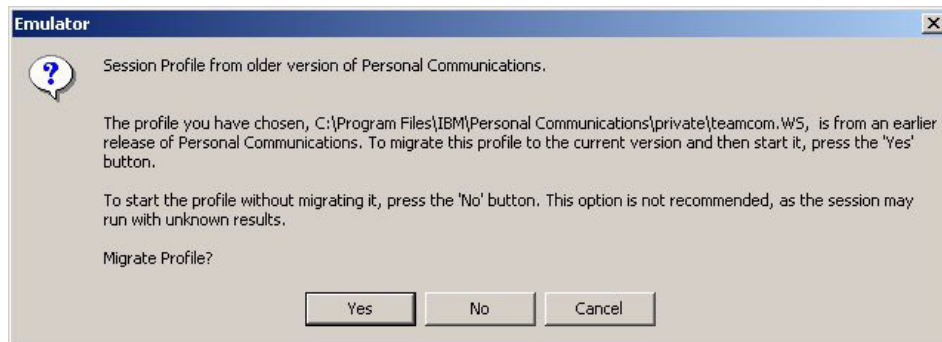 Emulator
Session Profile from older version of Personal Communications.
The profile you have chosen, C:\Program Files\IBM\Personal Communications\private\teamcom.WS, is from an earlier
release of Personal Communications. To migrate this profile to the current version and then start it, press the 'Yes'
button.
To start the profile without migrating it, press the 'No' button. This option is not recommended, as the session may
run with unknown results.
Migrate Profile?
Yes No Cancel